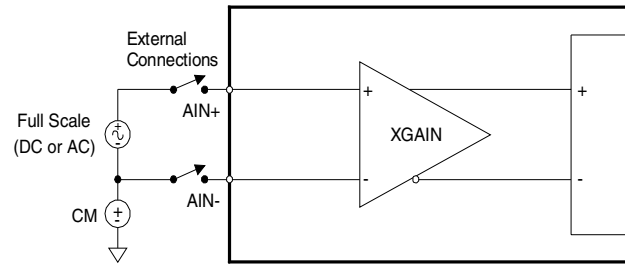 External
Connections
AIN+
Full Scale
(DC or AC)
+
-
+
-
XGAIN
+
-
AIN-
CM
+
-